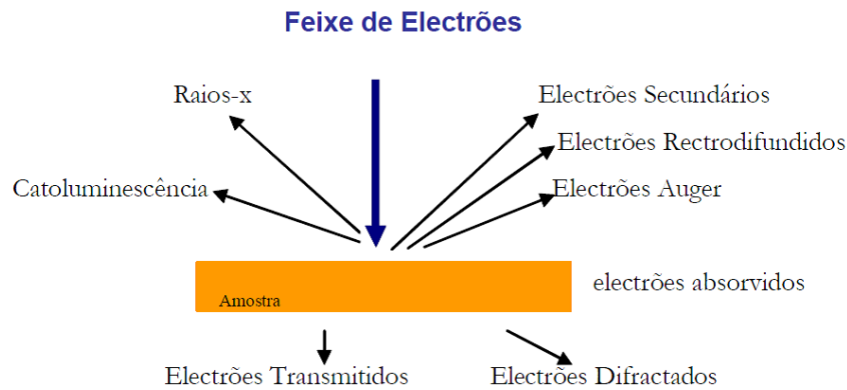 Feixe de Electrões
Raios-x
Electrões Secundários
Electrões Rectrodifundidos
Catoluminescência
Electrões Auger
electrões absorvidos
Amostra
Electrões Transmitidos
Electrões Difractados